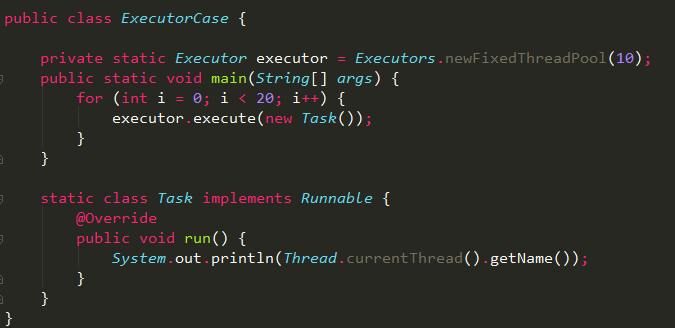 public class ExecutorCase {
private static Executor executor = Executors.newFixedThreadPool(10);
public static void main(String[] args) {
for (int i = 0; i < 20; i++) {
executor.execute(new Task());
}
}
static class Task implements Runnable {
@Override
public void run() {
System.out.println(Thread.currentThread().getName());
}
}
}